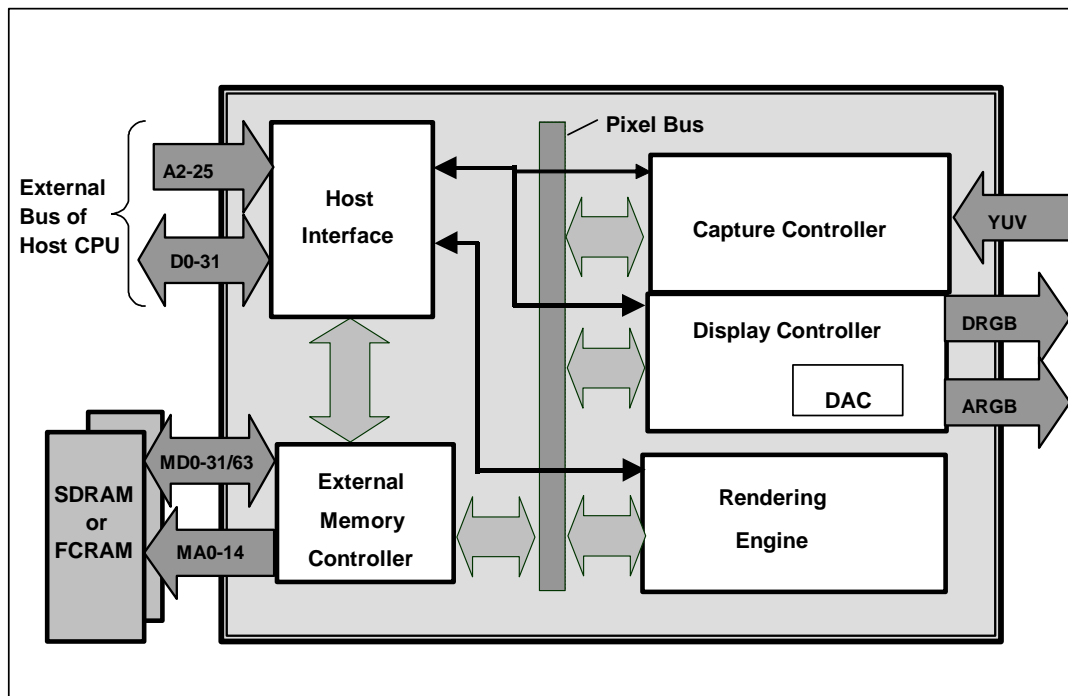 Pixel Bus
External
Bus of
Host CPU
A2-25
D0-31
Host
Interface
Capture Controller
YUV
Display Controller
DAC
DRGB
ARGB
SDRAM
or
FCRAM
MD0-31/63
MA0-14
External
Memory
Controller
Rendering
Engine